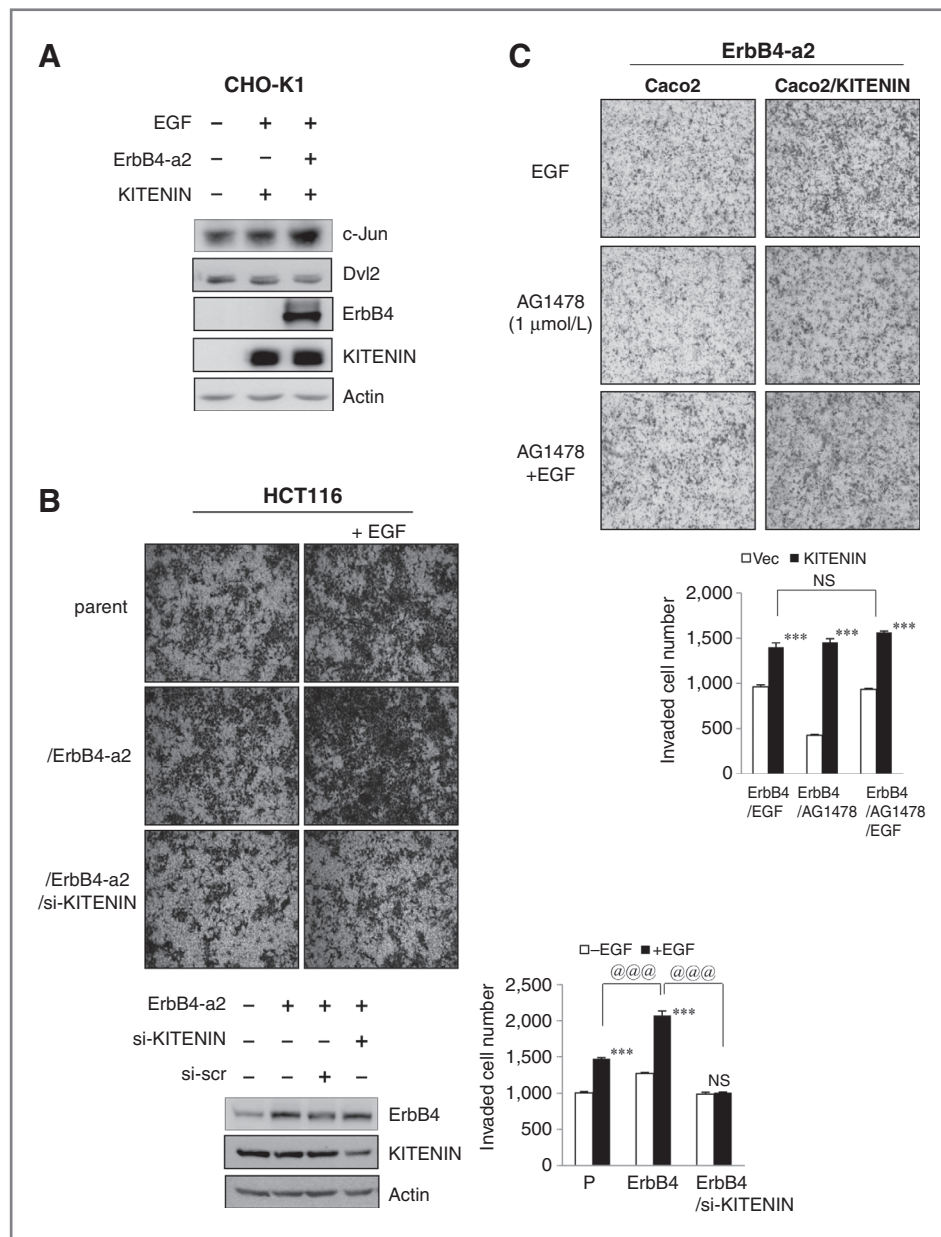 A
CHO-K1
EGF – + +
ErbB4-a2 – – +
KITENIN – + +
c-Jun
Dvl2
ErbB4
KITENIN
Actin
B
HCT116
+ EGF
parent
/ErbB4-a2
/ErbB4-a2
/si-KITENIN
ErbB4-a2 – + + +
si-KITENIN – – – +
si-scr – – + –
ErbB4
KITENIN
Actin
–EGF +EGF
@@@ @@@
Invaded cell number
2,500
2,000
1,500
1,000
500
0
***
***
NS
P ErbB4 ErbB4
/si-KITENIN
C
ErbB4-a2
Caco2 Caco2/KITENIN
EGF
AG1478
(1 μmol/L)
AG1478
+EGF
Vec KITENIN
NS
Invaded cell number
2,000
1,500
1,000
500
0
*** *** ***
ErbB4 ErbB4 ErbB4
/EGF /AG1478 /AG1478
/EGF